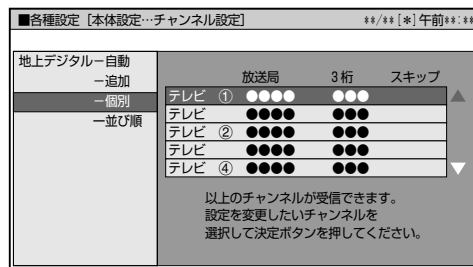 ■各種設定［本体設定…チャンネル設定］ **/**[*]午前**:**
地上デジタル－自動
－追加
－個別
－並び順
放送局 3桁 スキップ
テレビ ① ●●●● ●●●
テレビ ●●●● ●●●
テレビ ② ●●●● ●●●
テレビ ●●●● ●●●
テレビ ④ ●●●● ●●●
以上のチャンネルが受信できます。
設定を変更したいチャンネルを
選択して決定ボタンを押してください。